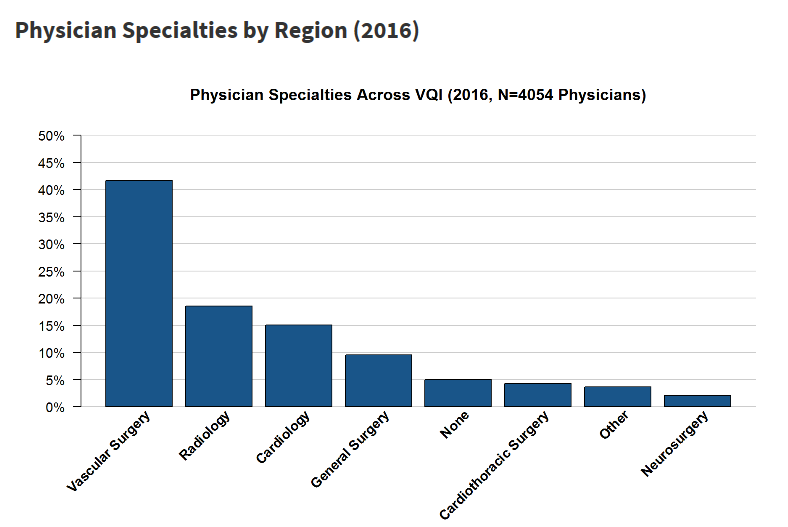 Physician Specialties by Region (2016)
Physician Specialties Across VQI (2016, N=4054 Physicians)
50%
45%
40%
35%
30%
25%
20%
15%
10%
5%
0%
Vascular Surgery
Radiology
Cardiology
General Surgery
None
Cardiothoracic Surgery
Other
Neurosurgery